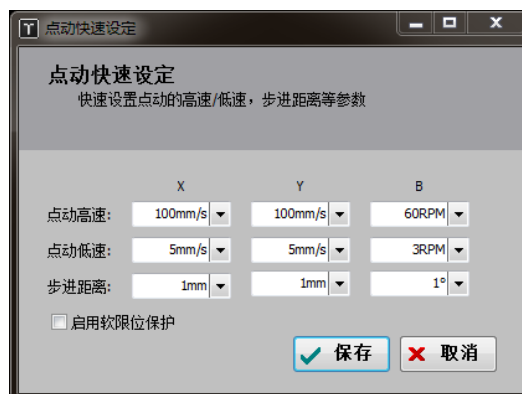 点动快速设定
点动快速设定
快速设置点动的高速/低速，步进距离等参数
X Y B
点动高速: 100mm/s 100mm/s 60RPM
点动低速: 5mm/s 5mm/s 3RPM
步进距离: 1mm 1mm 1°
启用软限位保护
保存 取消